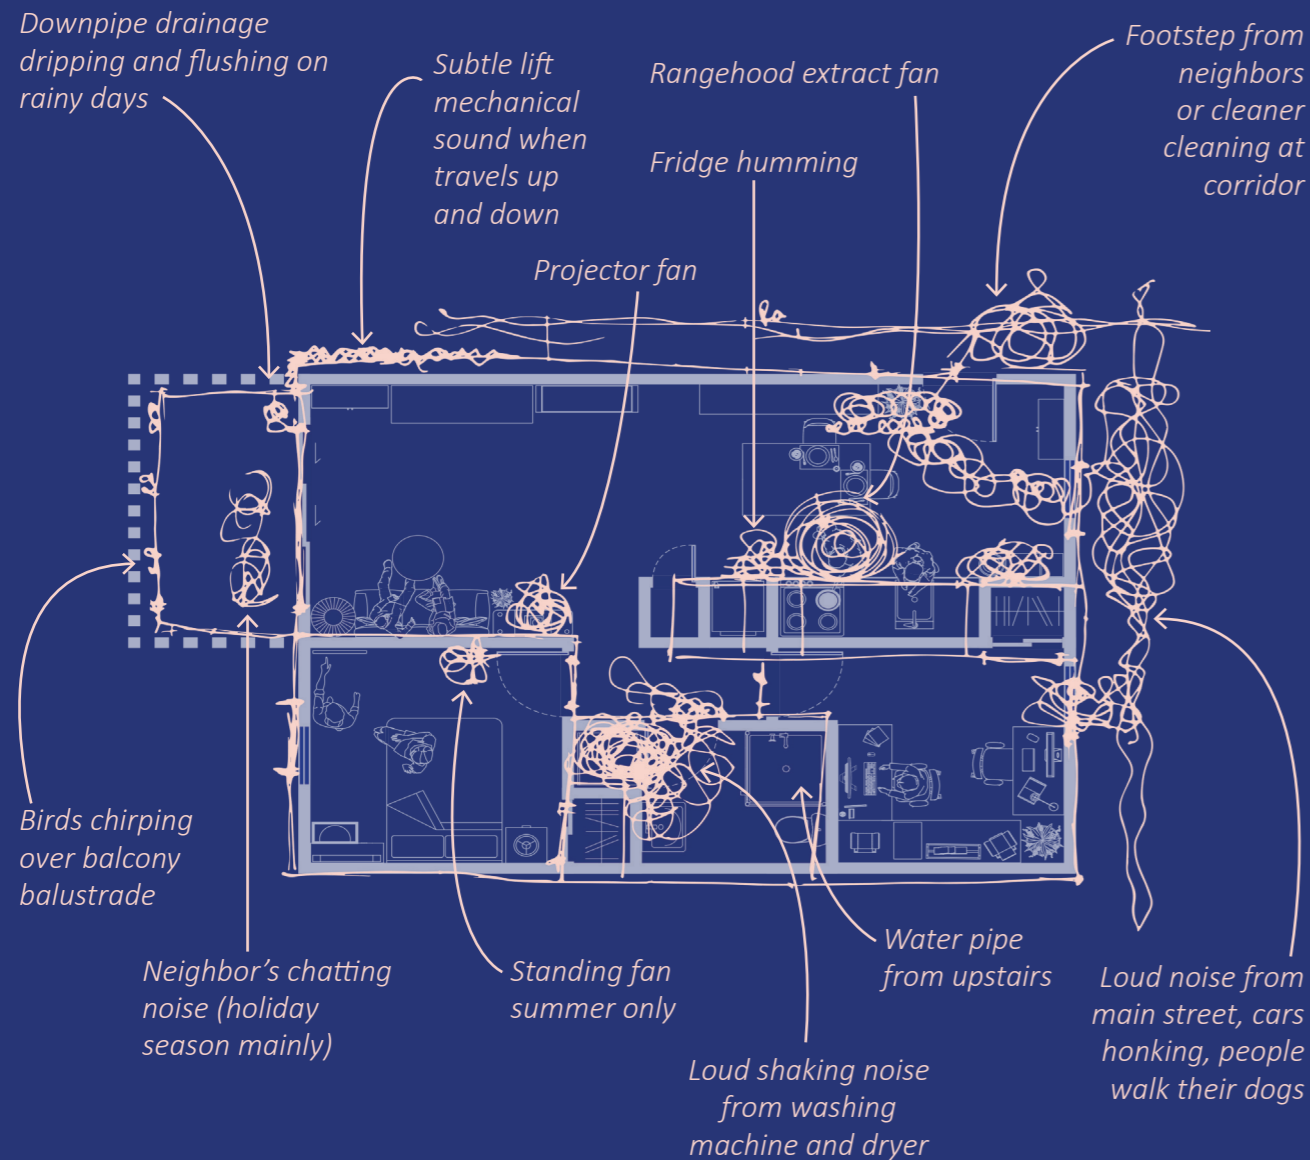 Downpipe drainage
dripping and flushing on
rainy days
Subtle lift
mechanical
sound when
travels up
and down
Rangehood extract fan
Footstep from
neighbors
or cleaner
cleaning at
corridor
Fridge humming
Projector fan
Birds chirping
over balcony
balustrade
Neighbor’s chatting
noise (holiday
season mainly)
Standing fan
summer only
Water pipe
from upstairs
Loud shaking noise
from washing
machine and dryer
Loud noise from
main street, cars
honking, people
walk their dogs